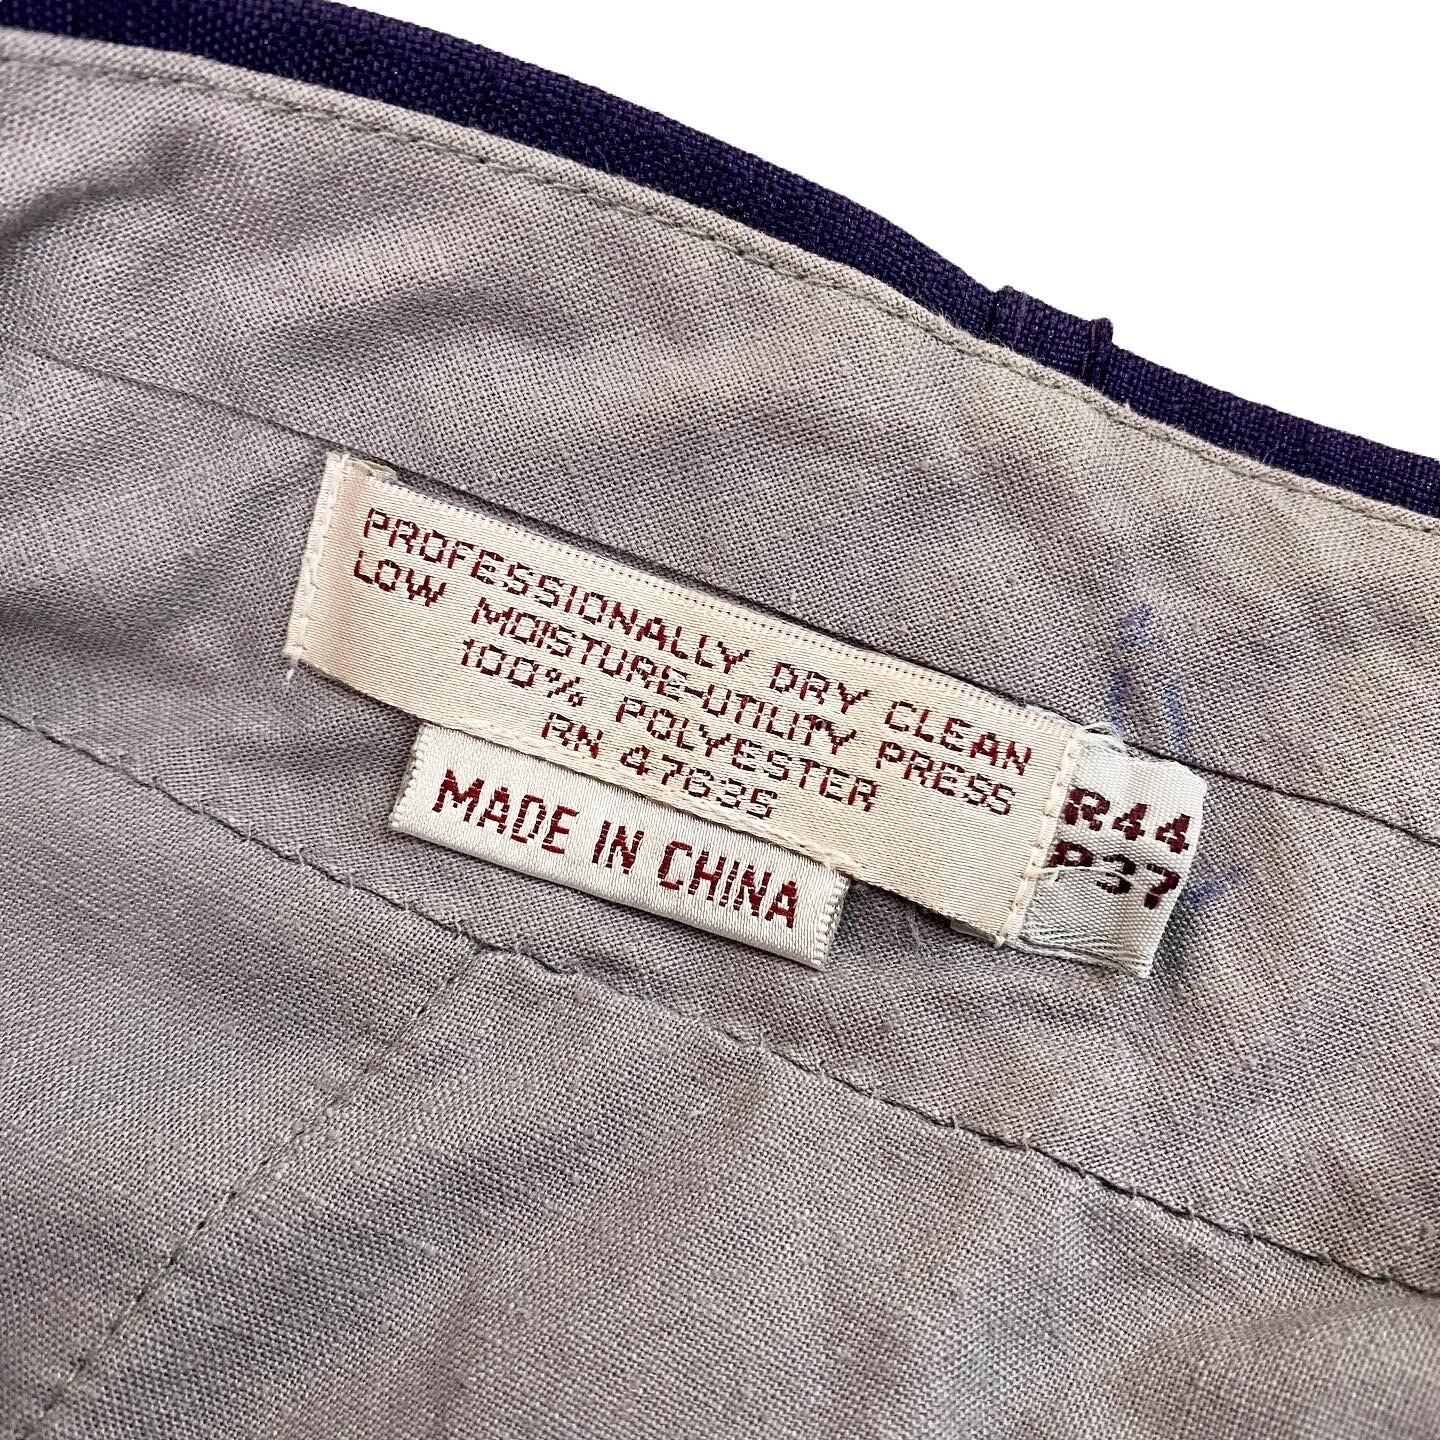 PROFESSIONALLY DRY CLEAN
LOW MOISTURE-UTILITY PRESS
100% POLYESTER
RN 47635
MADE IN CHINA
R44
P37